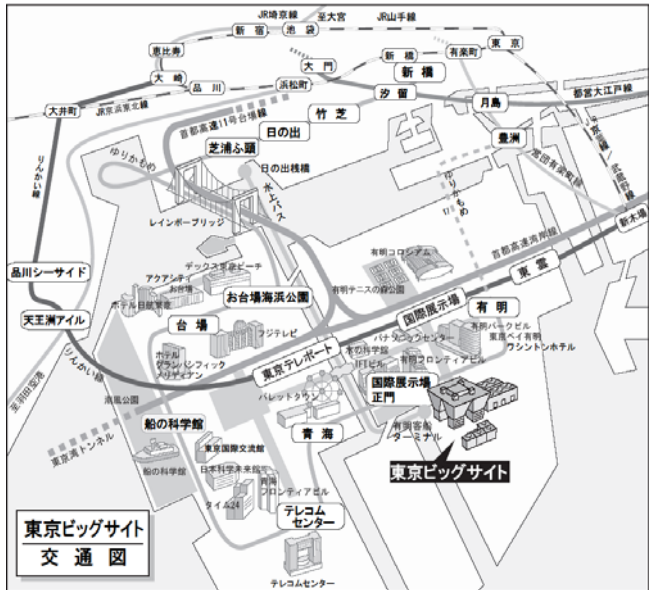 JR埼京線
至大宮
JR山手線
新宿
池袋
恵比寿
大崎
品川
浜松町
大門
新橋
新橋
有楽町
東京
大井町
JR京浜東北線
首都高速11号台場線
竹芝
汐留
月島
都営大江戸線
日の出
芝浦ふ頭
豊洲
JR京葉線/武蔵野線
営団有楽町線
りんかい線
ゆりかもめ
日の出桟橋
水上バス
ゆりかもめ
レインボーブリッジ
新木場
首都高速湾岸線
有明コロシアム
東雲
品川シーサイド
デックス東京ビーチ
アクアシティ
お台場
お台場海浜公園
有明テニスの森公園
国際展示場
有明
ホテル日航東京
天王洲アイル
台場
フジテレビ
パナソニックセンター
有明パークビル
東京ベイ有明
ワシントンホテル
りんかい線
ホテル
グランパシフィック
メリディアン
東京テレポート
水の科学館
TFTビル
有明フロンティアビル
至羽田空港
潮風公園
パレットタウン
国際展示場
正門
船の科学館
青海
有明客船
ターミナル
東京湾トンネル
船の科学館
東京国際交流館
日本科学未来館
青海
フロンティアビル
タイム24
東京ビッグサイト
テレコム
センター
東京ビッグサイト
交通図
テレコムセンター